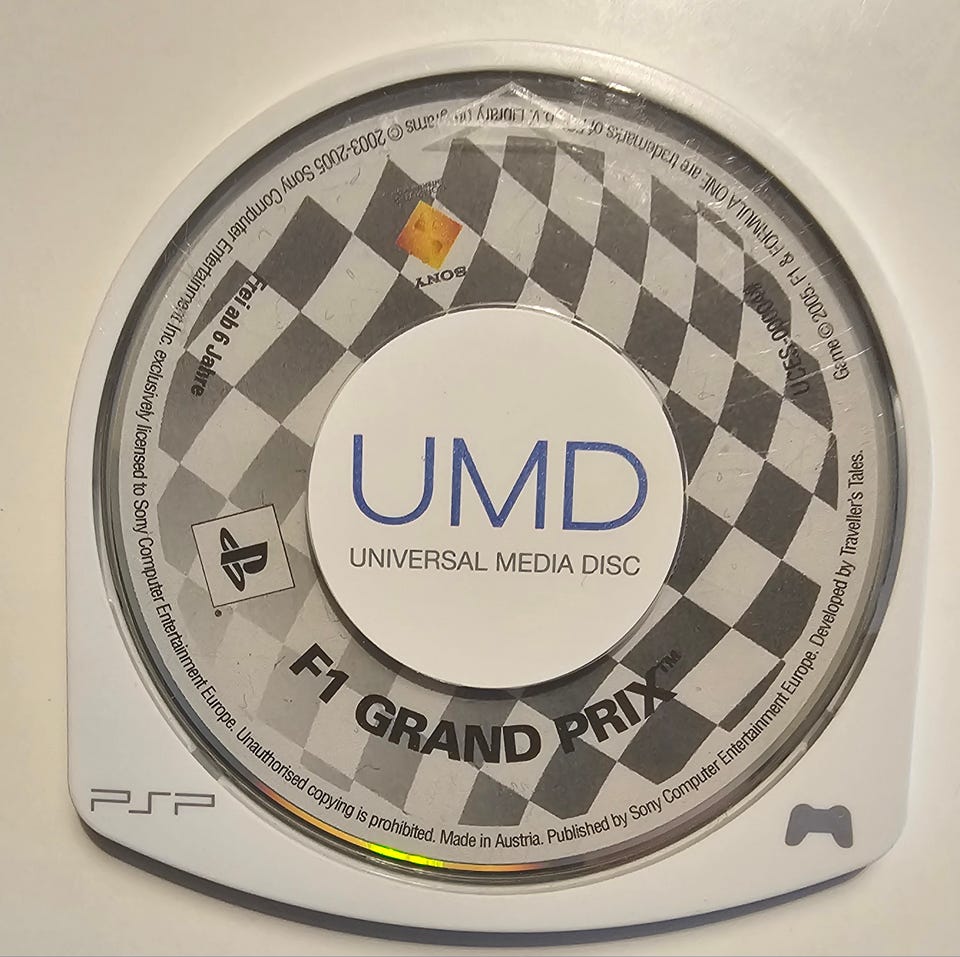 UMD
UNIVERSAL MEDIA DISC
F1 GRAND PRIX™
SONY
Frei ab 6 Jahre
Library programs © 2003-2005 Sony Computer Entertainment Inc. exclusively licensed to Sony Computer Entertainment Europe. Unauthorised copying is prohibited. Made in Austria. Published by Sony Computer Entertainment Europe. Developed by Traveller's Tales.
Game © 2005. F1 & FORMULA ONE are trademarks of
PSP